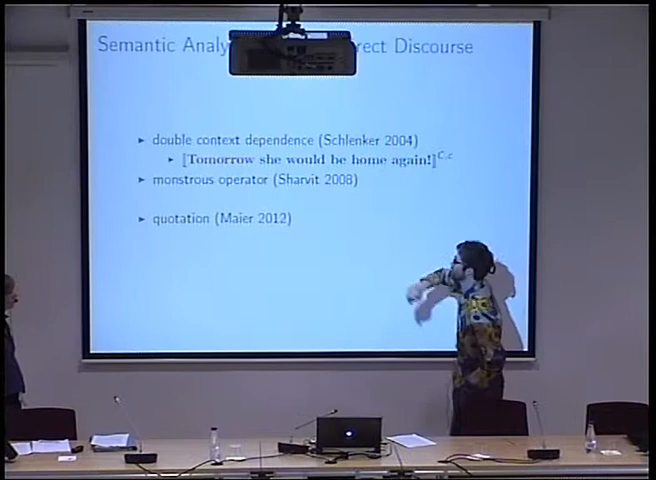 Semantic Analy rect Discourse
▸ double context dependence (Schlenker 2004)
▸ ⟦Tomorrow she would be home again!⟧^C,c
▸ monstrous operator (Sharvit 2008)
▸ quotation (Maier 2012)